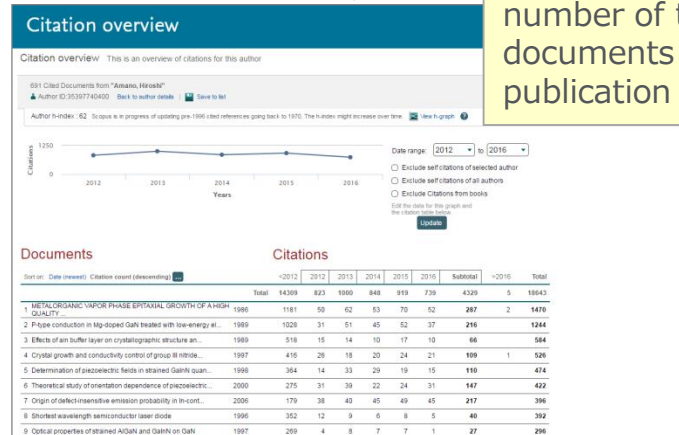 Citation overview
number of t
documents
publication
Citation overview This is an overview of citations for this author
691 Cited Documents from "Amano, Hiroshi"
Author ID:35397740400 Back to author details | Save to list
Author h-index : 62 Scopus is in progress of updating pre-1996 cited references going back to 1970. The h-index might increase over time. View h-graph
Citations
1250
0
2012 2013 2014 2015 2016
Years
Date range: 2012 to 2016
Exclude self citations of selected author
Exclude self citations of all authors
Exclude Citations from books
Edit the date for this graph and
the citation table below.
Update
Documents Citations
Sort on: Date (newest) Citation count (descending) ...
<2012 2012 2013 2014 2015 2016 Subtotal >2016 Total
Total 14309 823 1000 848 919 739 4329 5 18643
1 METALORGANIC VAPOR PHASE EPITAXIAL GROWTH OF A HIGH QUALITY ... 1986 1181 50 62 53 70 52 287 2 1470
2 P-type conduction in Mg-doped GaN treated with low-energy el... 1989 1028 31 51 45 52 37 216 1244
3 Effects of ain buffer layer on crystallographic structure an... 1989 518 15 14 10 17 10 66 584
4 Crystal growth and conductivity control of group III nitride... 1997 416 26 18 20 24 21 109 1 526
5 Determination of piezoelectric fields in strained GaInN quan... 1998 364 14 33 29 19 15 110 474
6 Theoretical study of orientation dependence of piezoelectric... 2000 275 31 39 22 24 31 147 422
7 Origin of defect-insensitive emission probability in In-cont... 2006 179 38 40 45 49 45 217 396
8 Shortest wavelength semiconductor laser diode 1996 352 12 9 6 8 5 40 392
9 Optical properties of strained AlGaN and GaInN on GaN 1997 269 4 8 7 7 1 27 296